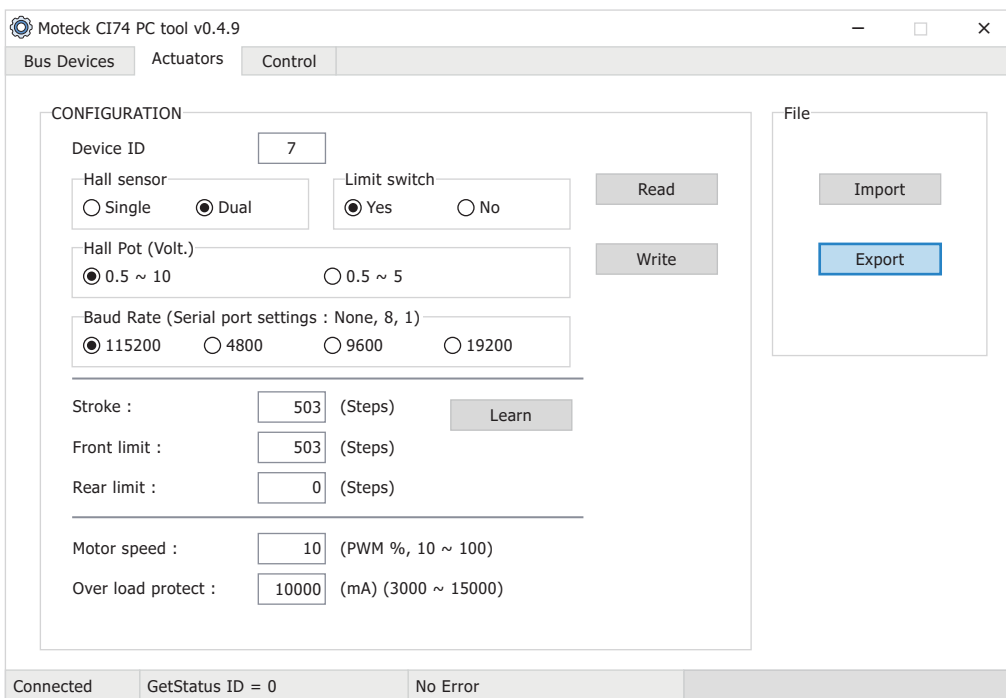 Moteck CI74 PC tool v0.4.9
Bus Devices Actuators Control
CONFIGURATION
Device ID 7
Hall sensor
Single Dual
Limit switch
Yes No
Read
Hall Pot (Volt.)
0.5 ~ 10 0.5 ~ 5
Write
Baud Rate (Serial port settings : None, 8, 1)
115200 4800 9600 19200
Stroke : 503 (Steps)
Learn
Front limit : 503 (Steps)
Rear limit : 0 (Steps)
Motor speed : 10 (PWM %, 10 ~ 100)
Over load protect : 10000 (mA) (3000 ~ 15000)
File
Import
Export
Connected GetStatus ID = 0 No Error